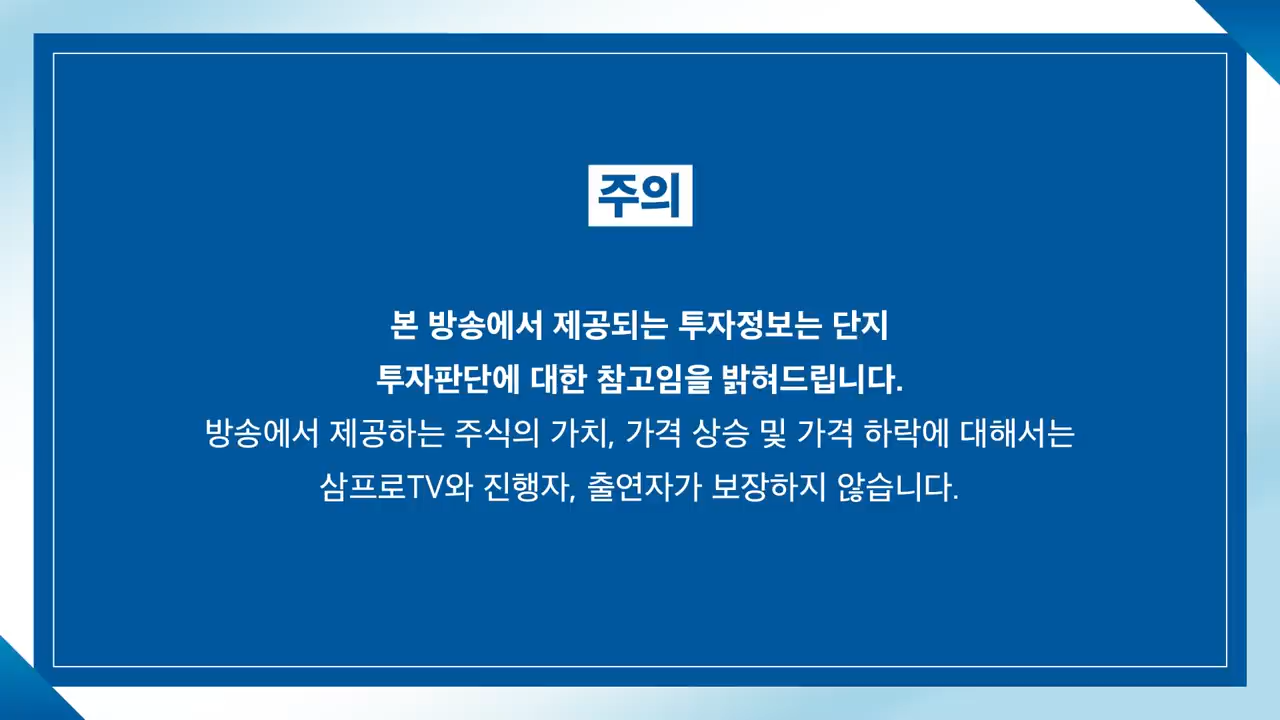 주의
본 방송에서 제공되는 투자정보는 단지
투자판단에 대한 참고임을 밝혀드립니다.
방송에서 제공하는 주식의 가치, 가격 상승 및 가격 하락에 대해서는
삼프로TV와 진행자, 출연자가 보장하지 않습니다.